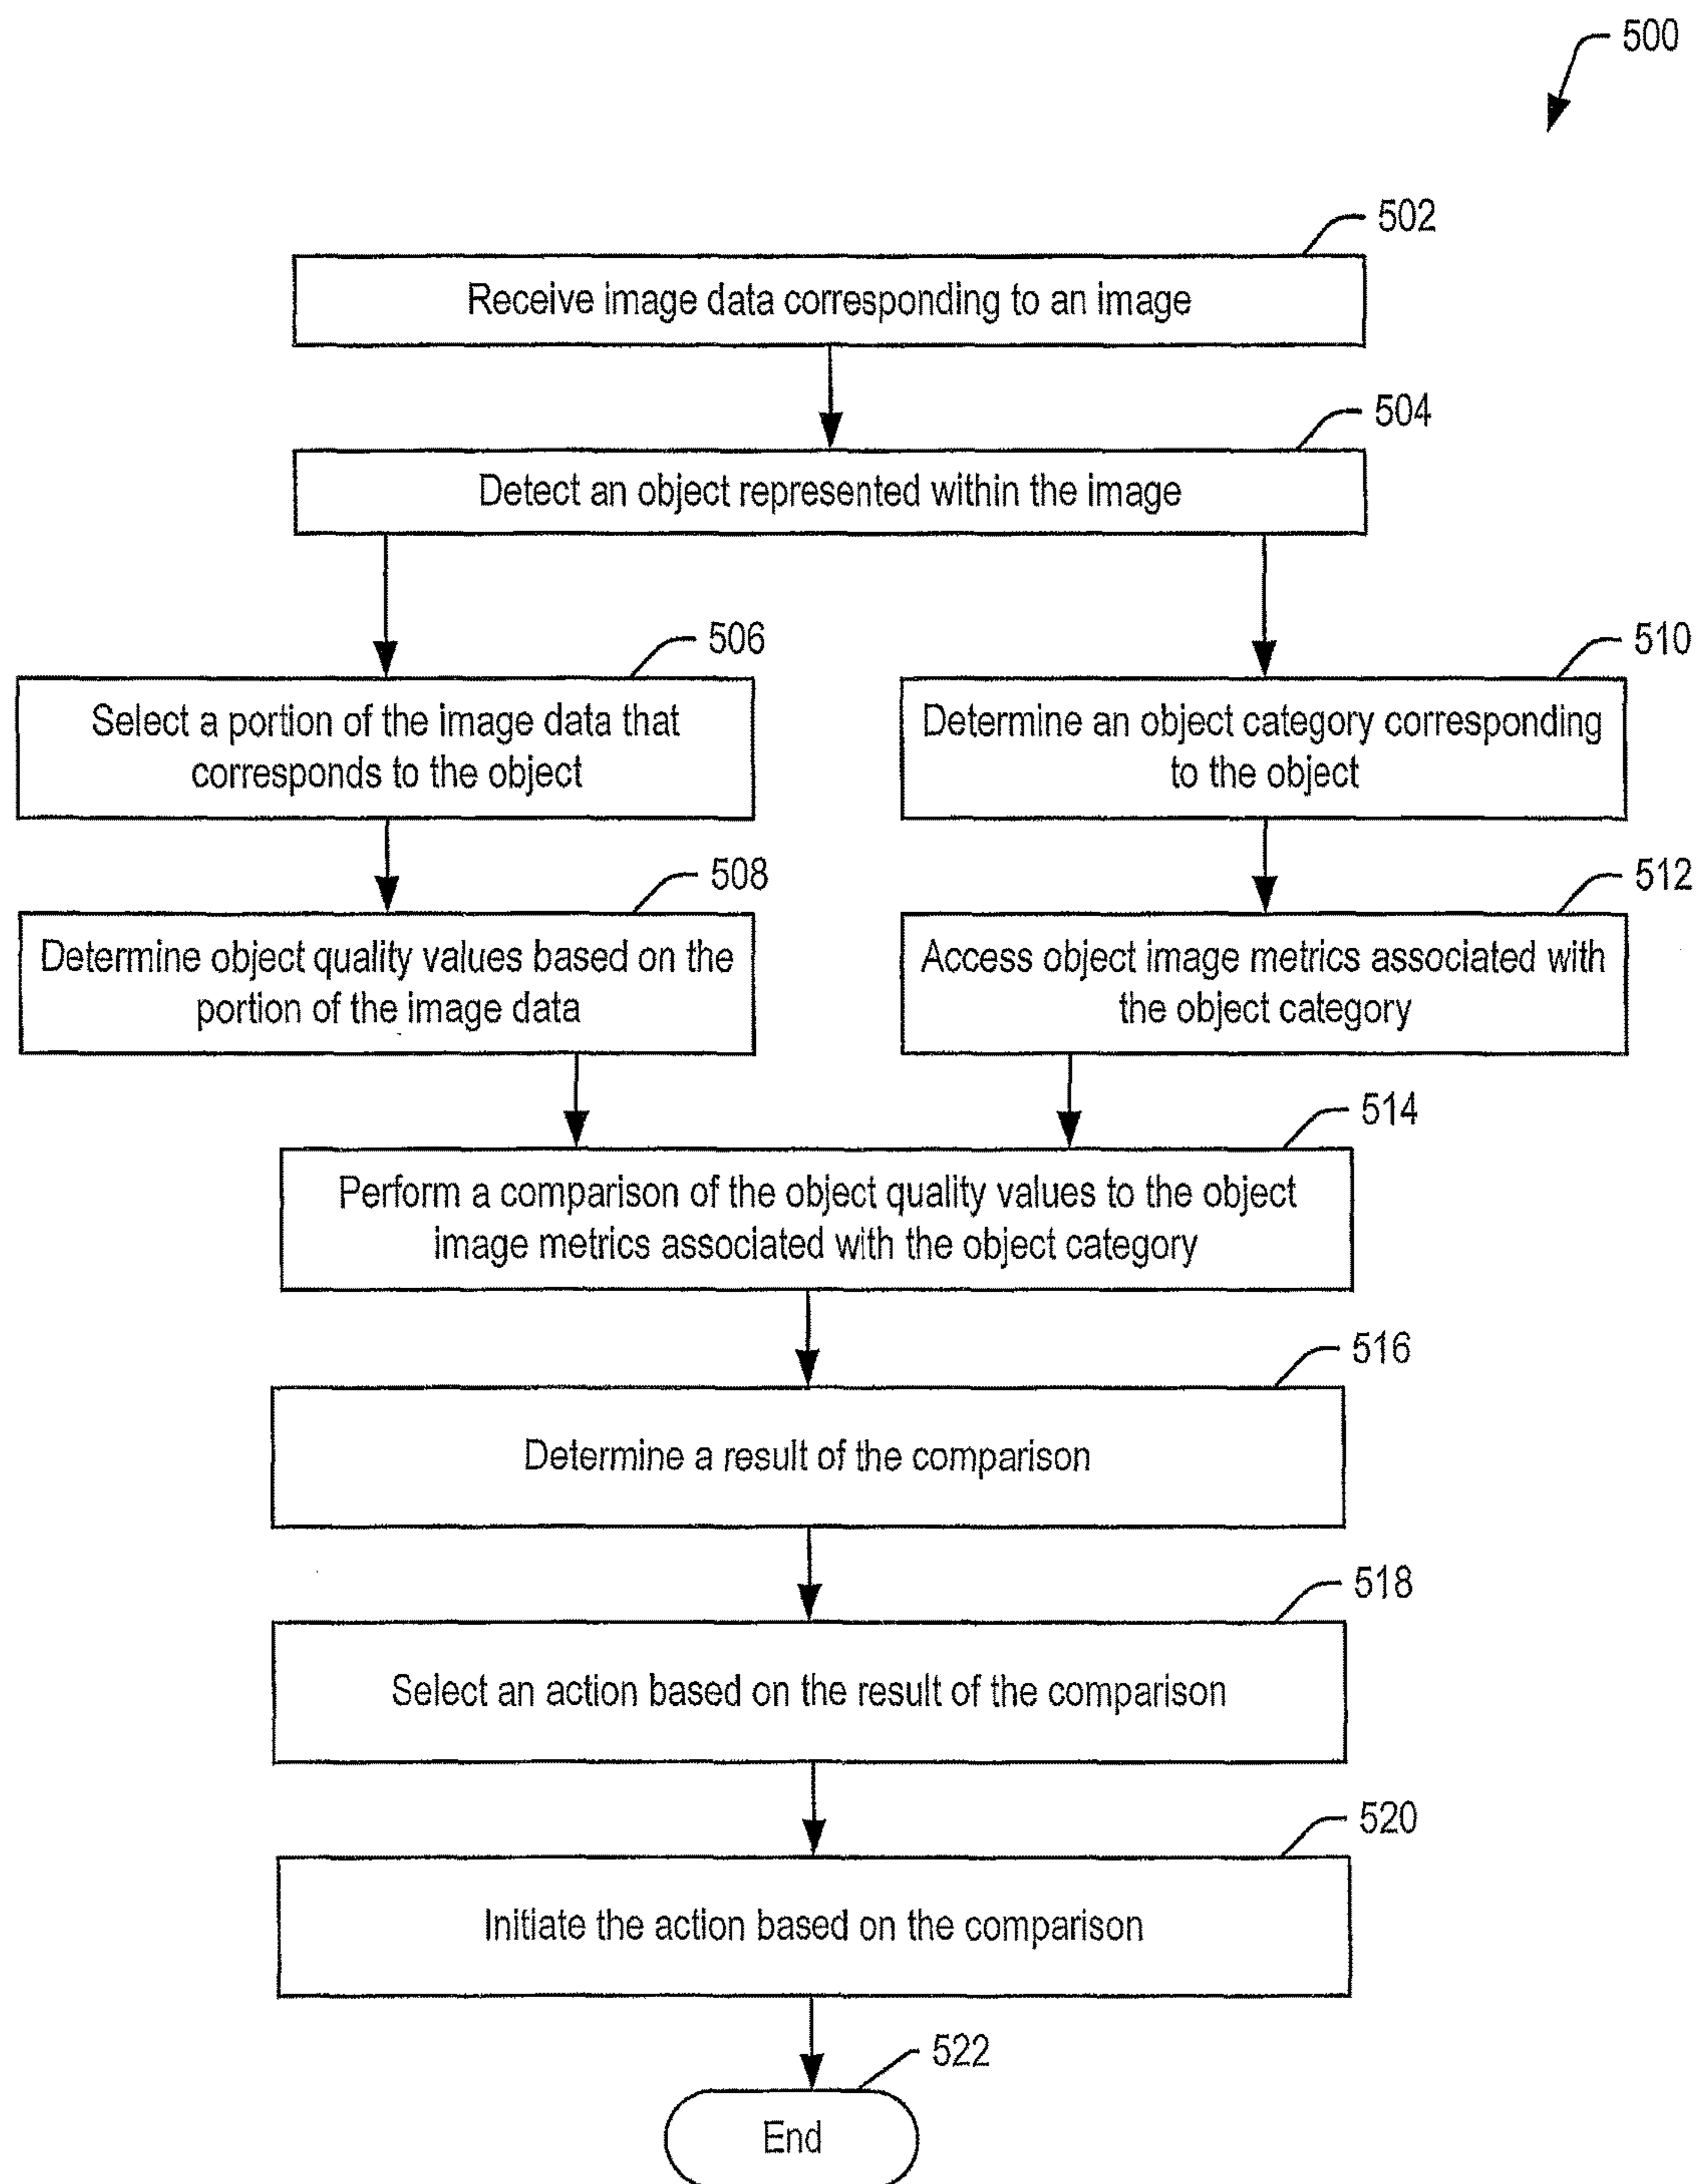 500
502
Receive image data corresponding to an image
504
Detect an object represented within the image
506
Select a portion of the image data that
corresponds to the object
510
Determine an object category corresponding
to the object
508
Determine object quality values based on the
portion of the image data
512
Access object image metrics associated with
the object category
514
Perform a comparison of the object quality values to the object
image metrics associated with the object category
516
Determine a result of the comparison
518
Select an action based on the result of the comparison
520
Initiate the action based on the comparison
522
End